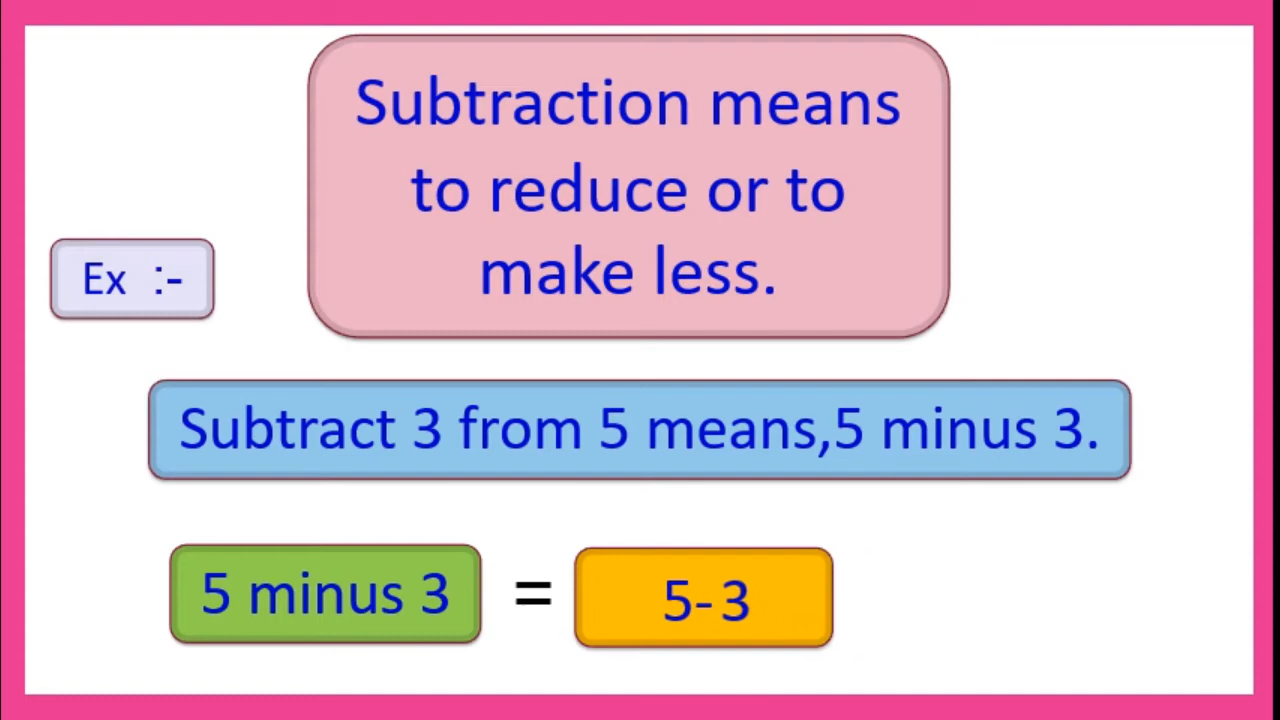 Subtraction means
to reduce or to
make less.
Ex :-
Subtract 3 from 5 means,5 minus 3.
5 minus 3 = 5-3